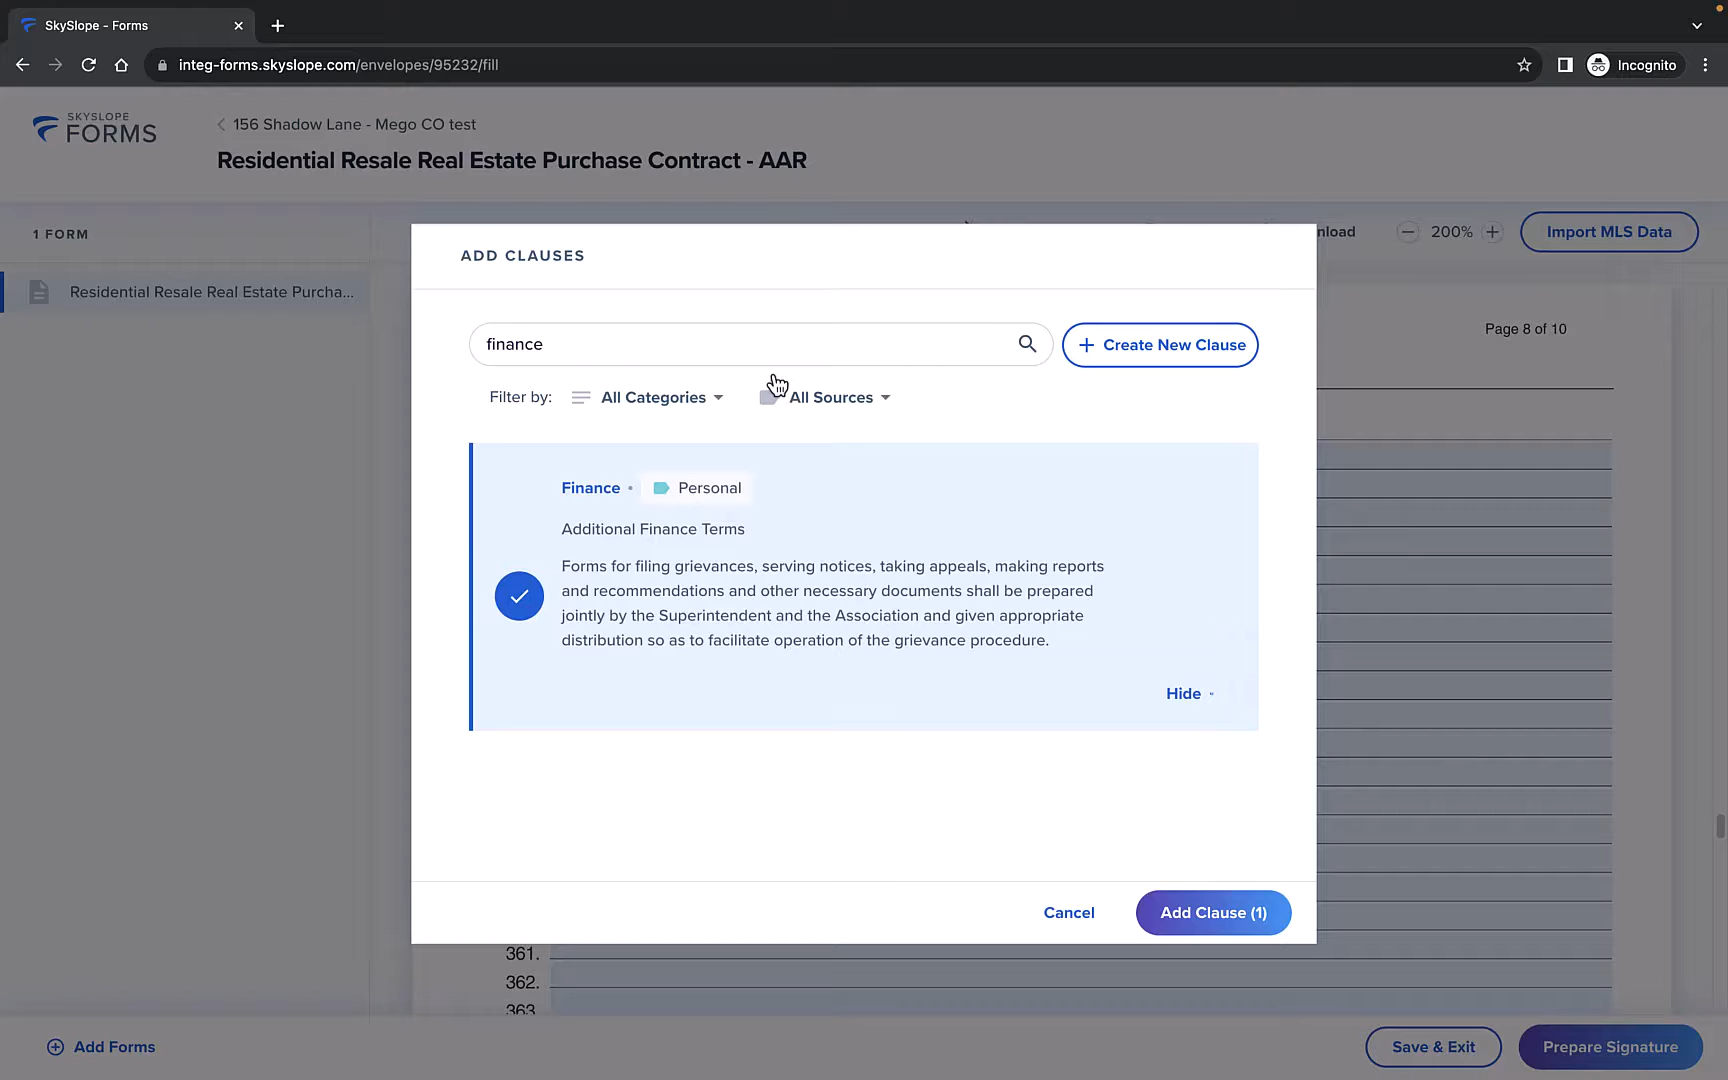 SkySlope - Forms
integ-forms.skyslope.com/envelopes/95232/fill
Incognito
SKYSLOPE
FORMS
156 Shadow Lane - Mego CO test
Residential Resale Real Estate Purchase Contract - AAR
1 FORM
nload
200%
Import MLS Data
Residential Resale Real Estate Purcha...
Page 8 of 10
ADD CLAUSES
finance
Create New Clause
Filter by:
All Categories
All Sources
Finance • Personal
Additional Finance Terms
Forms for filing grievances, serving notices, taking appeals, making reports
and recommendations and other necessary documents shall be prepared
jointly by the Superintendent and the Association and given appropriate
distribution so as to facilitate operation of the grievance procedure.
Hide
Cancel
Add Clause (1)
361.
362.
363.
Add Forms
Save & Exit
Prepare Signature